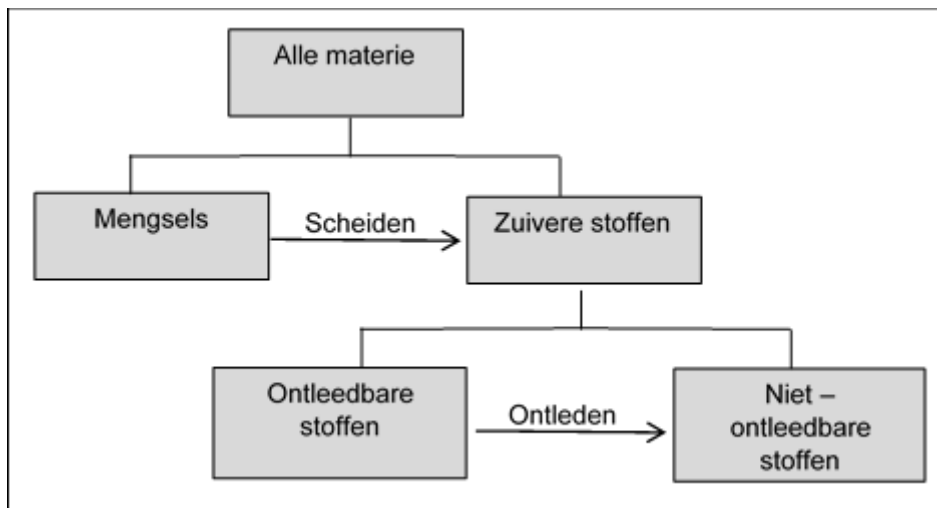 Alle materie
Mengsels
Scheiden
Zuivere stoffen
Ontleedbare
stoffen
Ontleden
Niet –
ontleedbare
stoffen